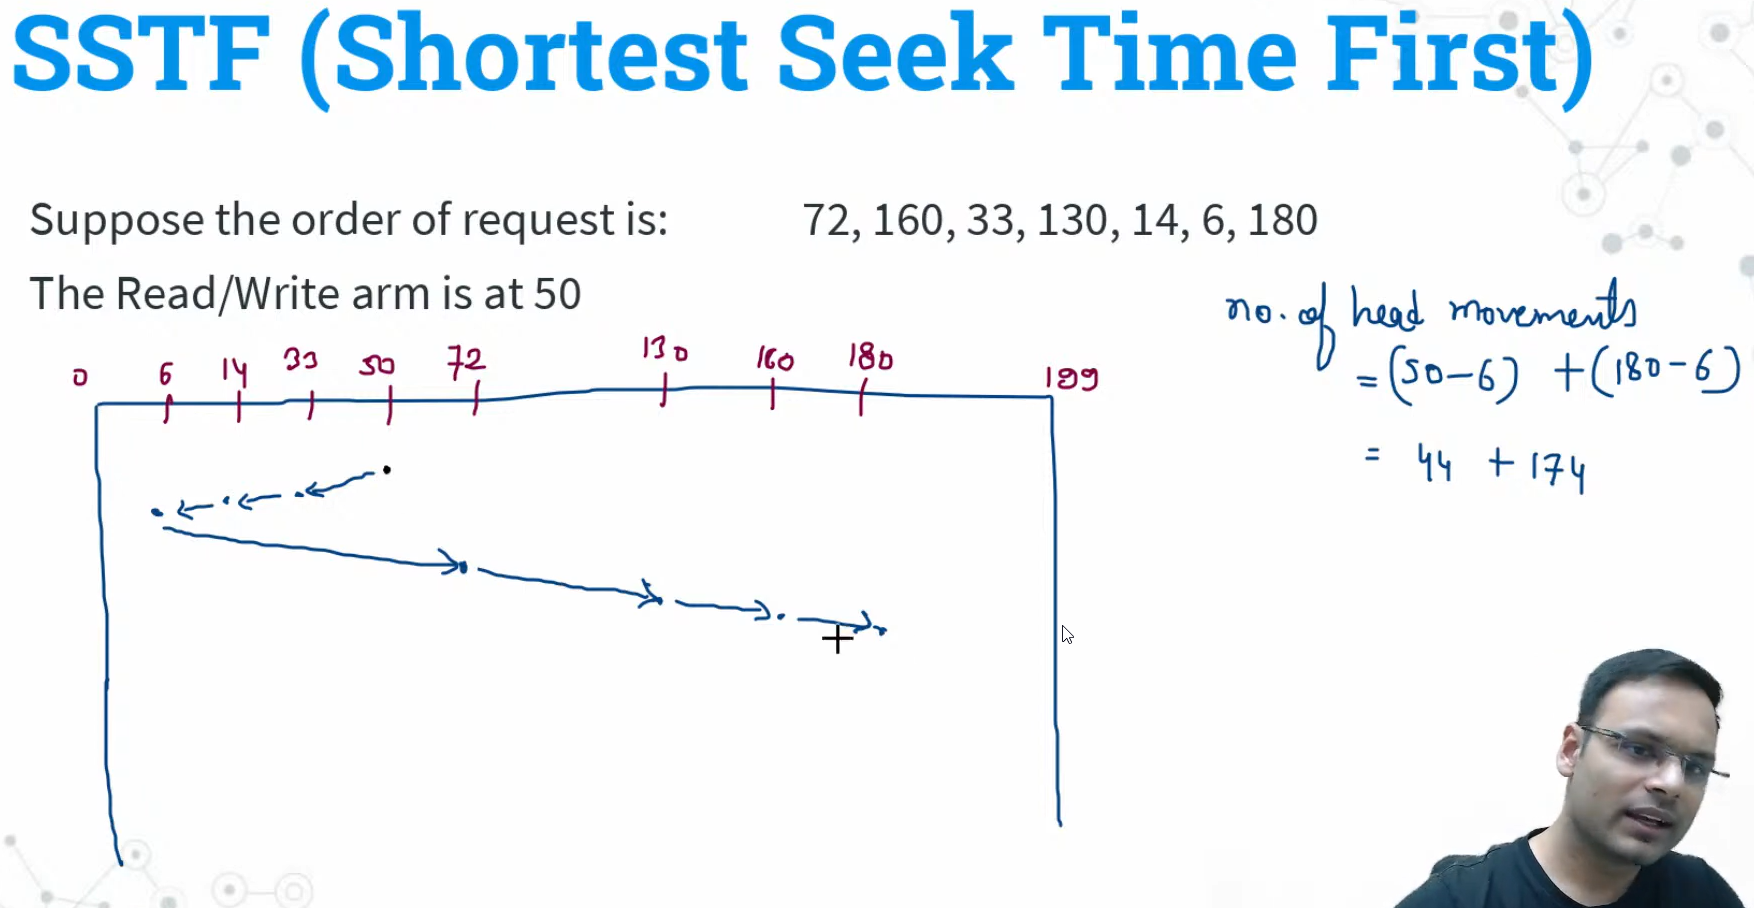 SSTF (Shortest Seek Time First)
Suppose the order of request is: 72, 160, 33, 130, 14, 6, 180
The Read/Write arm is at 50
no. of head movements
= (50-6) + (180-6)
= 44 + 174
0 6 14 33 50 72 130 160 180 199